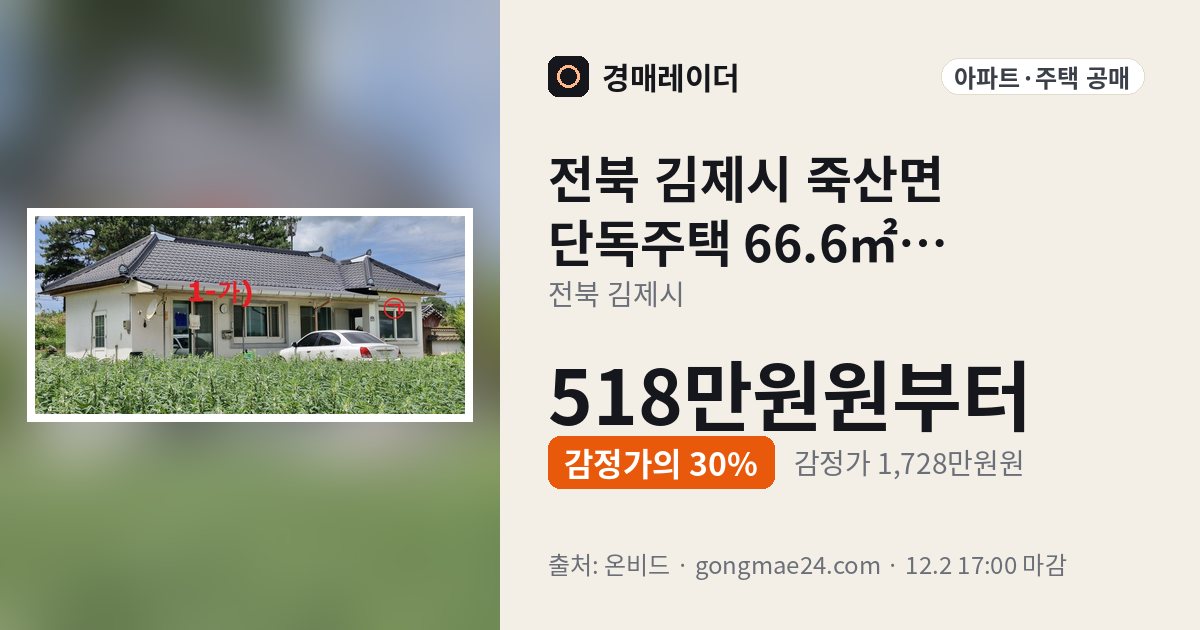 경매레이더
아파트·주택 공매
전북 김제시 죽산면
단독주택 66.6㎡…
전북 김제시
518만원원부터
감정가의 30%
감정가 1,728만원원
출처: 온비드 · gongmae24.com · 12.2 17:00 마감
1-가)
㉠